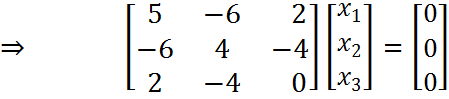 ⇒ [5 −6 2; −6 4 −4; 2 −4 0] [x₁; x₂; x₃] = [0; 0; 0]